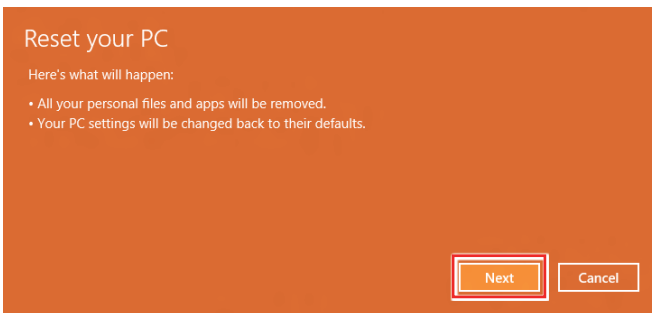 Reset your PC
Here's what will happen:
• All your personal files and apps will be removed.
• Your PC settings will be changed back to their defaults.
Next Cancel